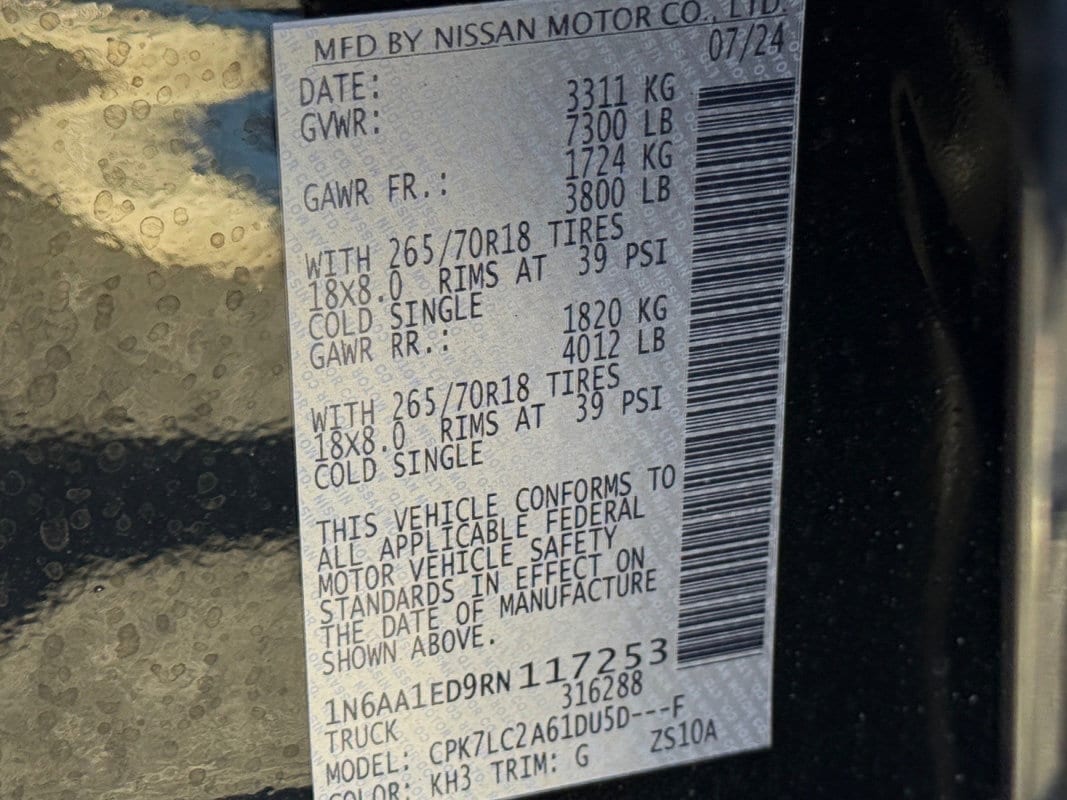 MFD BY NISSAN MOTOR CO., LTD.
DATE: 07/24
GVWR: 3311 KG
7300 LB
GAWR FR.: 1724 KG
3800 LB
WITH 265/70R18 TIRES
18X8.0 RIMS AT 39 PSI
COLD SINGLE
GAWR RR.: 1820 KG
4012 LB
WITH 265/70R18 TIRES
18X8.0 RIMS AT 39 PSI
COLD SINGLE
THIS VEHICLE CONFORMS TO
ALL APPLICABLE FEDERAL
MOTOR VEHICLE SAFETY
STANDARDS IN EFFECT ON
THE DATE OF MANUFACTURE
SHOWN ABOVE.
1N6AA1ED9RN117253
TRUCK 316288
MODEL: CPK7LC2A61DU5D---F
COLOR: KH3 TRIM: G ZS10A